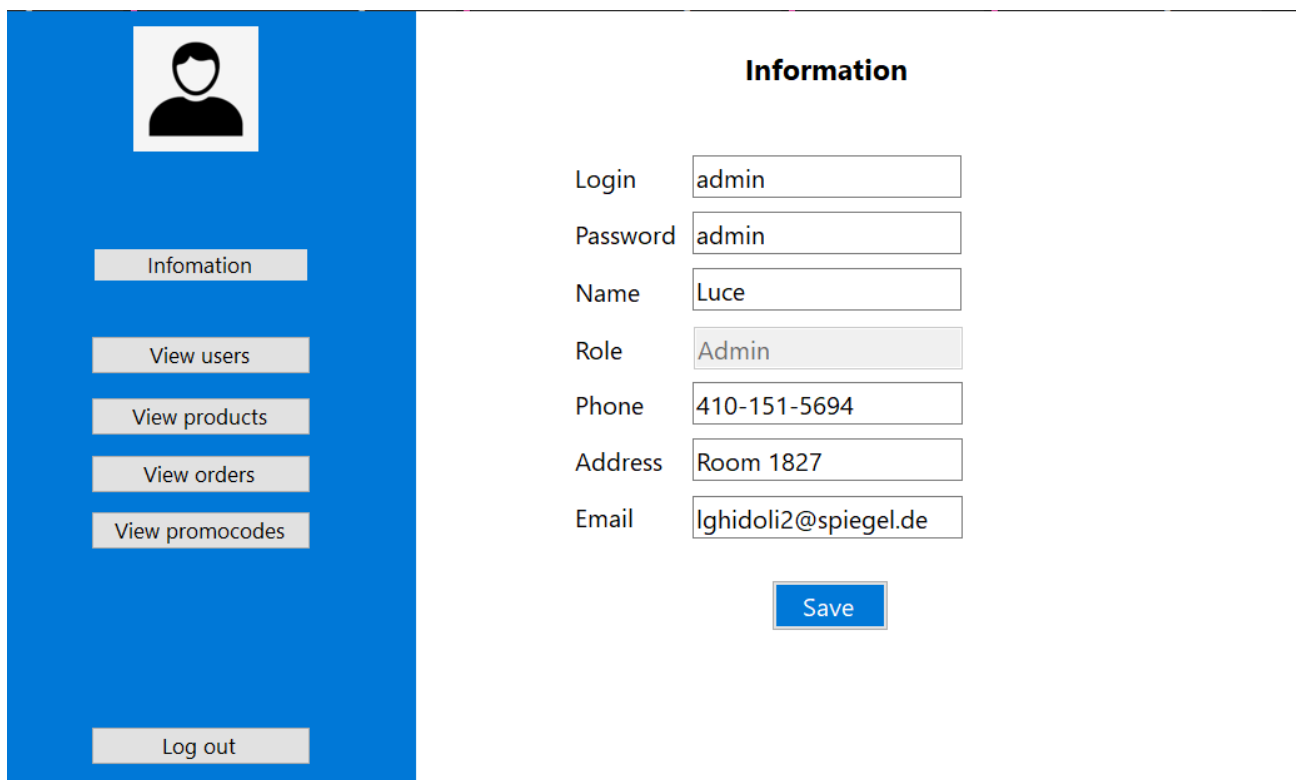 Infomation
View users
View products
View orders
View promocodes
Log out
Information
Login admin
Password admin
Name Luce
Role Admin
Phone 410-151-5694
Address Room 1827
Email lghidoli2@spiegel.de
Save